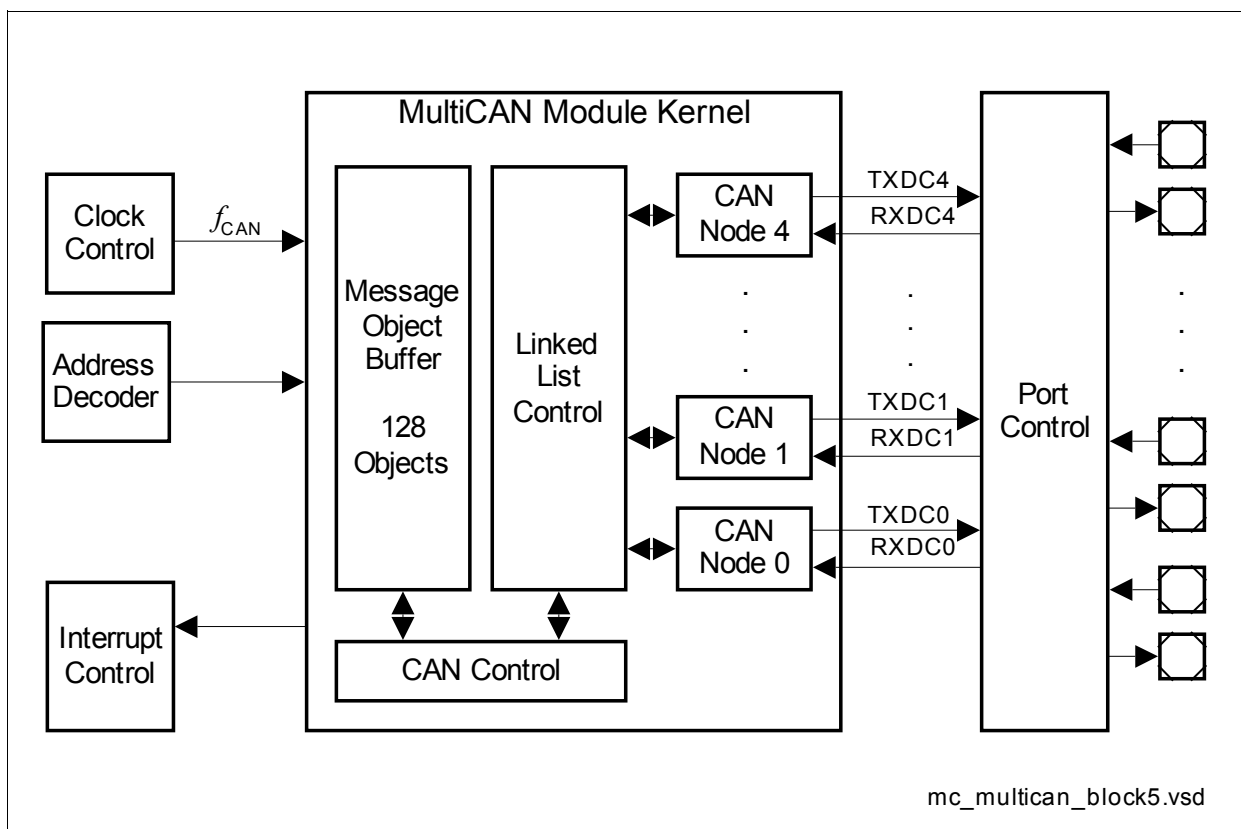 MultiCAN Module Kernel
Clock
Control
fCAN
Address
Decoder
Interrupt
Control
Message
Object
Buffer
128
Objects
Linked
List
Control
CAN Control
CAN
Node 4
CAN
Node 1
CAN
Node 0
TXDC4
RXDC4
TXDC1
RXDC1
TXDC0
RXDC0
Port
Control
mc_multican_block5.vsd